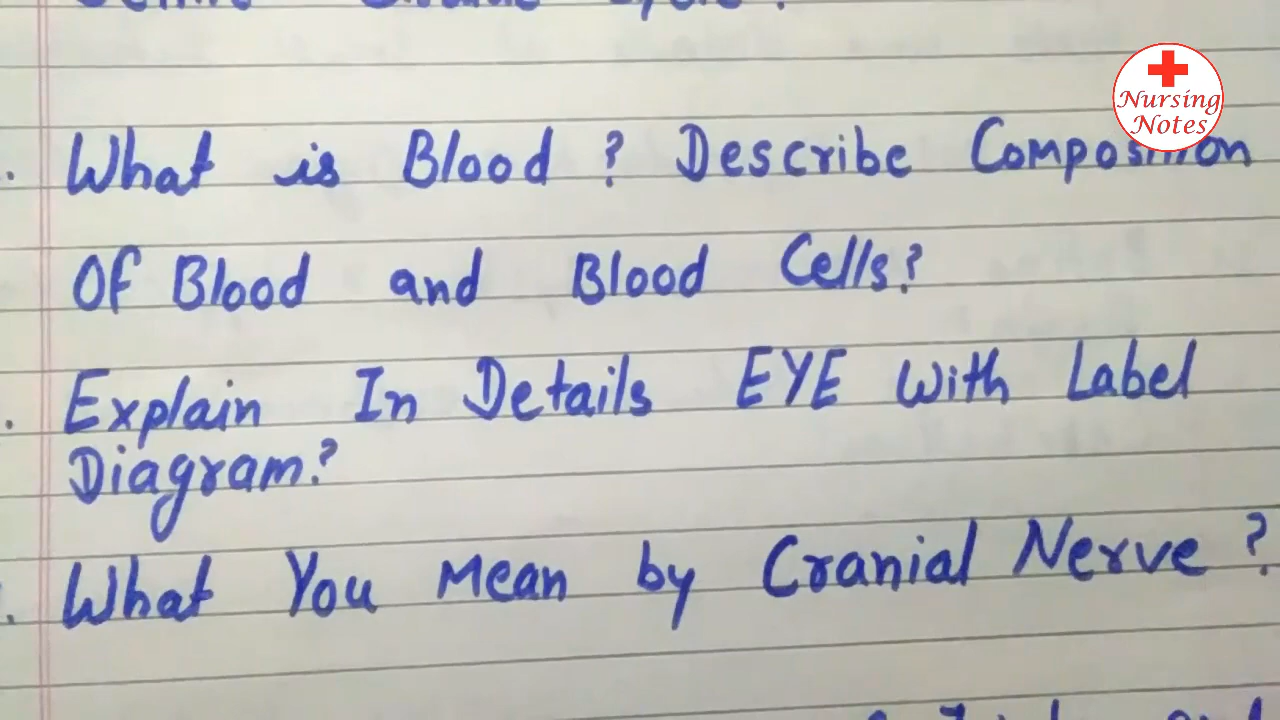 Cycle?
What is Blood ? Describe Composition
Of Blood and Blood Cells?
Explain In Details EYE With Label
Diagram?
What You Mean by Cranial Nerve ?
Nursing
Notes